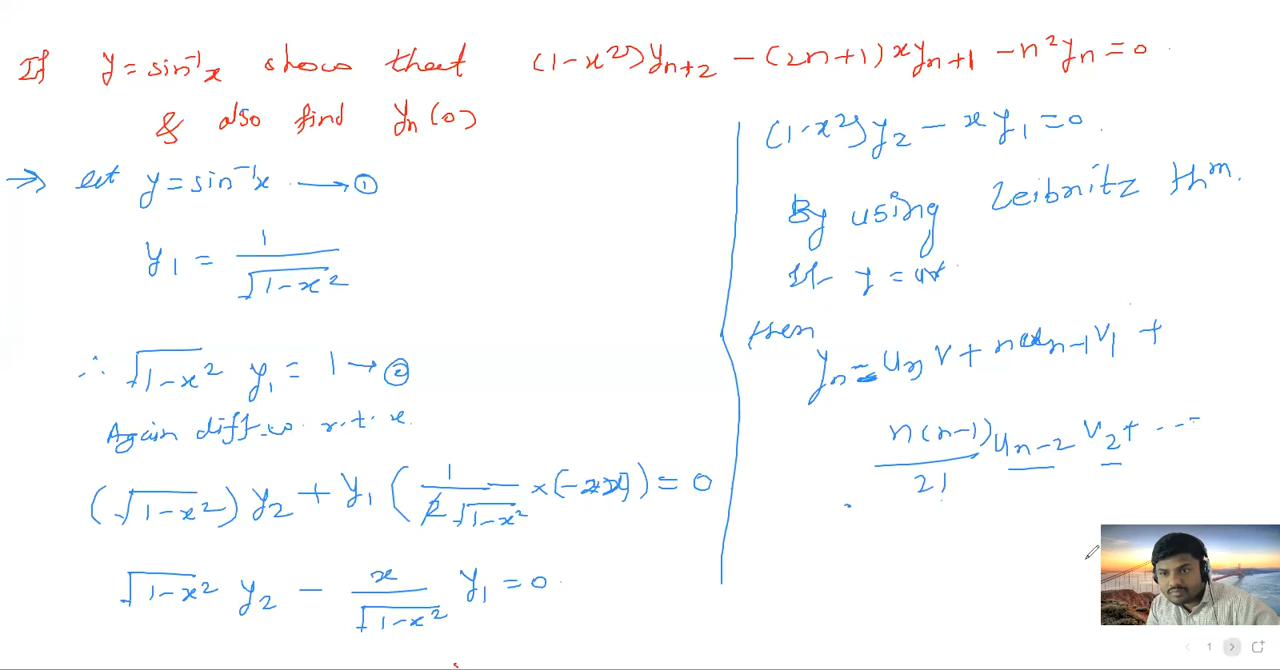 If y = sin⁻¹x show that (1-x²)yₙ₊₂ - (2n+1)xyₙ₊₁ - n²yₙ = 0
& also find yₙ(0)
⇒ let y = sin⁻¹x → ①
y₁ = 1/√(1-x²)
∴ √(1-x²) y₁ = 1 → ②
Again diff. w.r.t. x.
(√(1-x²)) y₂ + y₁ (1/(2√(1-x²)) × (-2x)) = 0
√(1-x²) y₂ - x/√(1-x²) y₁ = 0
(1-x²)y₂ - xy₁ = 0.
By using Leibnitz thm.
If y = uv
then
yₙ = uₙv + nuₙ₋₁v₁ +
n(n-1)/2! uₙ₋₂ v₂ + ---
1